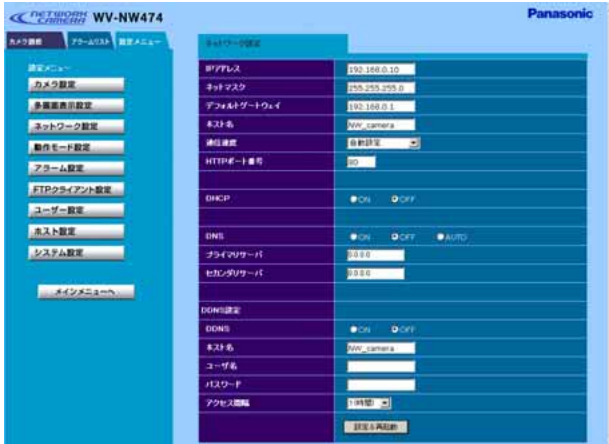 NETWORK CAMERA WV-NW474
Panasonic
カメラ画般 アラームリスト 設定メニュー
設定メニュー
カメラ設定
多画面表示設定
ネットワーク設定
動作モード設定
アラーム設定
FTPクライアント設定
ユーザー設定
ホスト設定
システム設定
メインメニューへ
ネットワーク設定
IPアドレス 192.168.0.10
ネットマスク 255.255.255.0
デフォルトゲートウェイ 192.168.0.1
ホスト名 NW_camera
通信速度 自動設定
HTTPポート番号 80
DHCP ON OFF
DNS ON OFF AUTO
プライマリサーバ 0.0.0.0
セカンダリサーバ 0.0.0.0
DDNS設定
DDNS ON OFF
ホスト名 NW_camera
ユーザ名
パスワード
アクセス間隔 1(時間)
設定&再起動